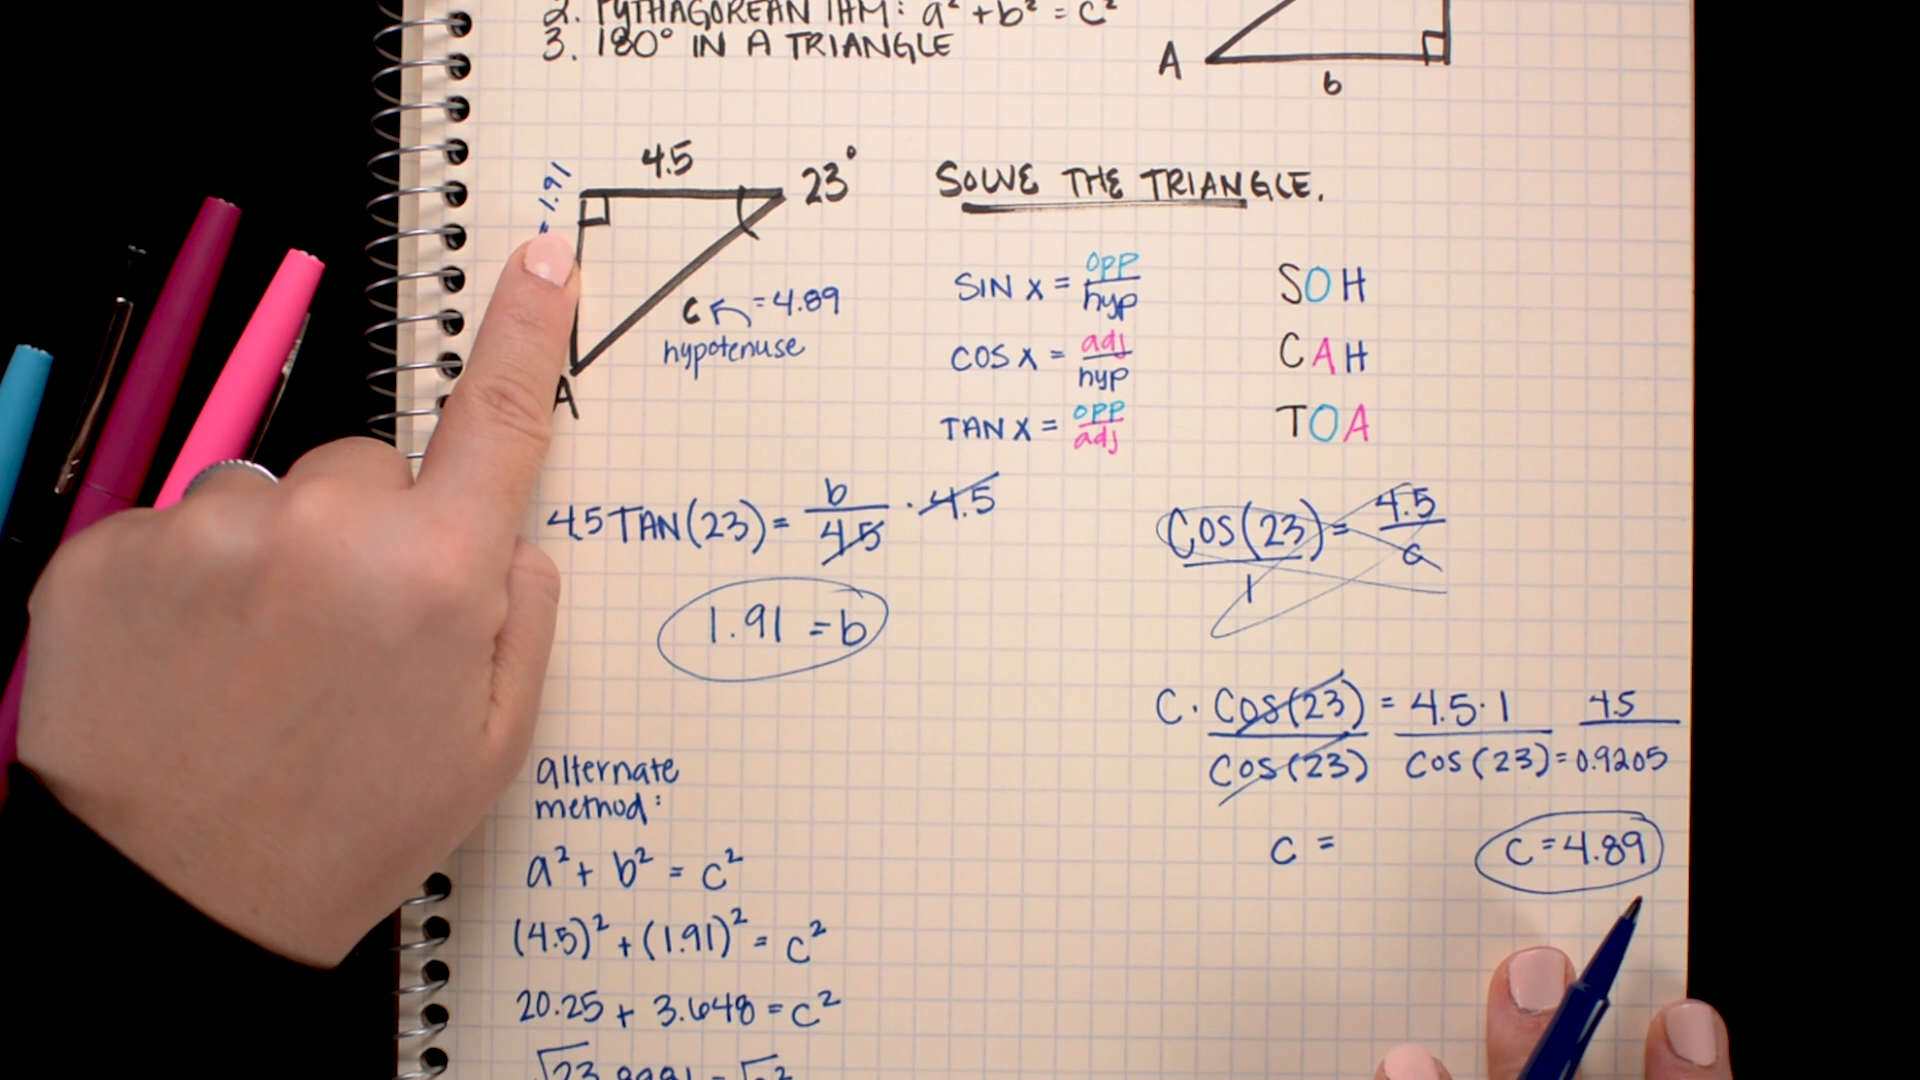 2. PYTHAGOREAN THM: a² + b² = c²
3. 180° IN A TRIANGLE
A
b
4.5
23°
= 1.91
C = 4.89
hypotenuse
A
SOLVE THE TRIANGLE.
SIN X = opp/hyp
SOH
COS X = adj/hyp
CAH
TAN X = opp/adj
TOA
4.5 TAN(23) = b/4.5 · 4.5
1.91 = b
COS(23)/1 = 4.5/c
C · COS(23)/COS(23) = 4.5 · 1/COS(23) 4.5/= 0.9205
C =
C = 4.89
alternate
method:
a² + b² = c²
(4.5)² + (1.91)² = c²
20.25 + 3.648 = c²
√23.8981 = √c²